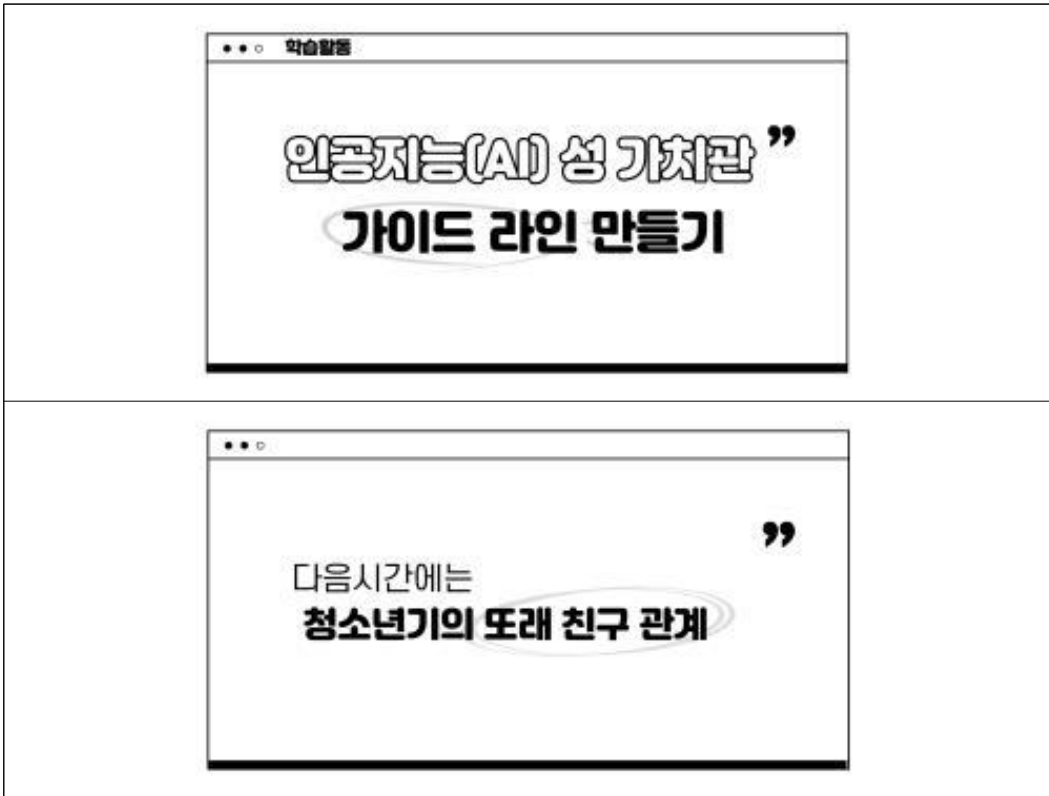 학습활동
인공지능(AI) 성 가치관 ”
가이드 라인 만들기
”
다음시간에는
청소년기의 또래 친구 관계